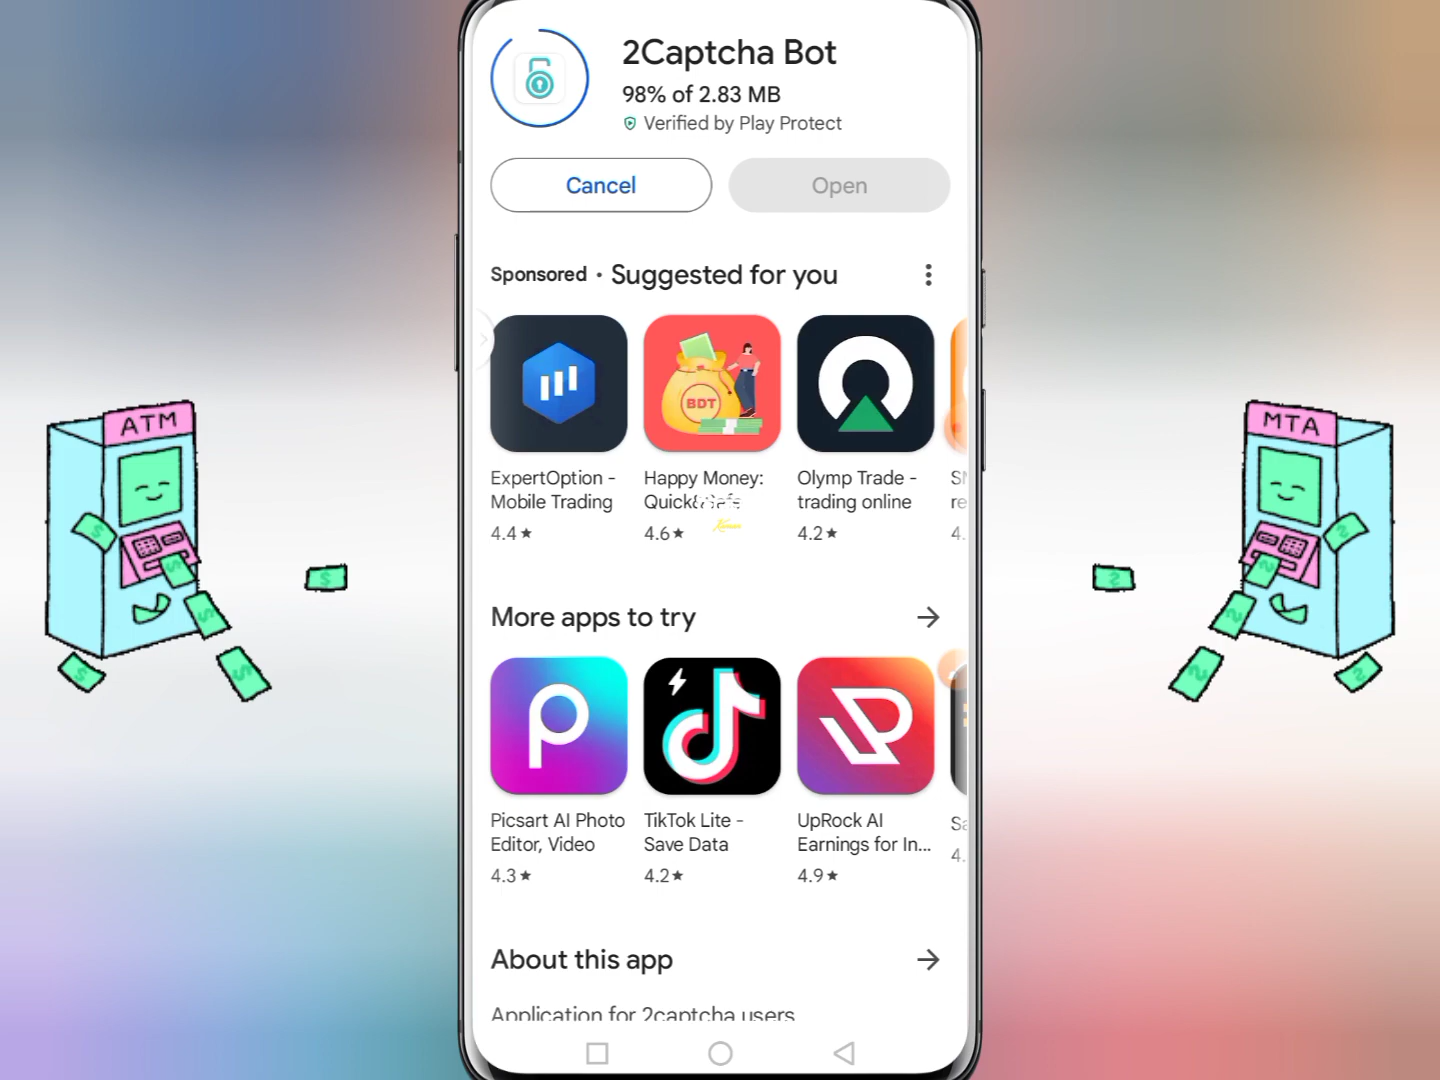 2Captcha Bot
98% of 2.83 MB
Verified by Play Protect
Cancel
Open
Sponsored • Suggested for you
BDT
ExpertOption -
Mobile Trading
4.4★
Happy Money:
4.6★
Olymp Trade -
trading online
4.2★
ATM
MTA
More apps to try
Picsart AI Photo
Editor, Video
4.3★
TikTok Lite -
Save Data
4.2★
UpRock AI
Earnings for In...
4.9★
About this app
Application for 2captcha users